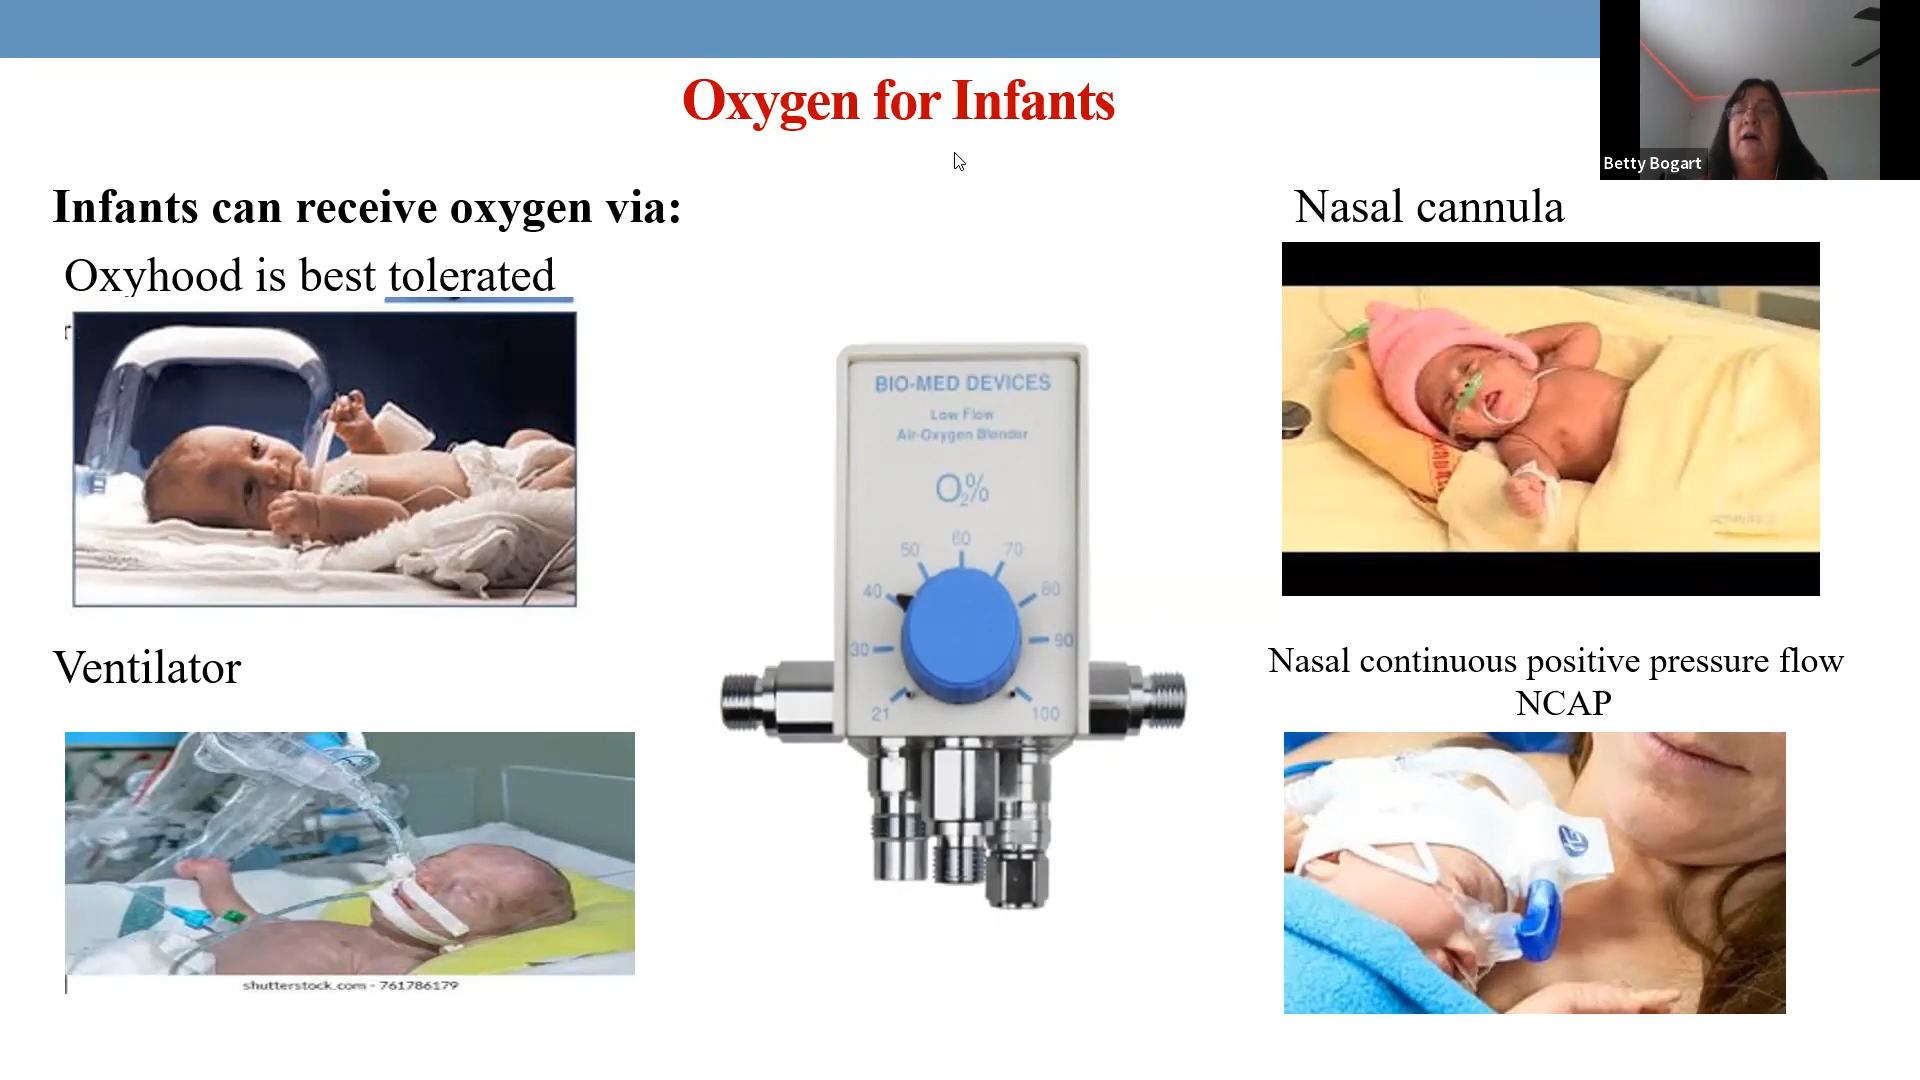 Oxygen for Infants
Betty Bogart
Infants can receive oxygen via:
Oxyhood is best tolerated
Nasal cannula
BIO-MED DEVICES
Low Flow
Air-Oxygen Blender
O2%
60
50
70
40
80
30
90
21
100
Ventilator
Nasal continuous positive pressure flow
NCAP
shutterstock.com - 761786179